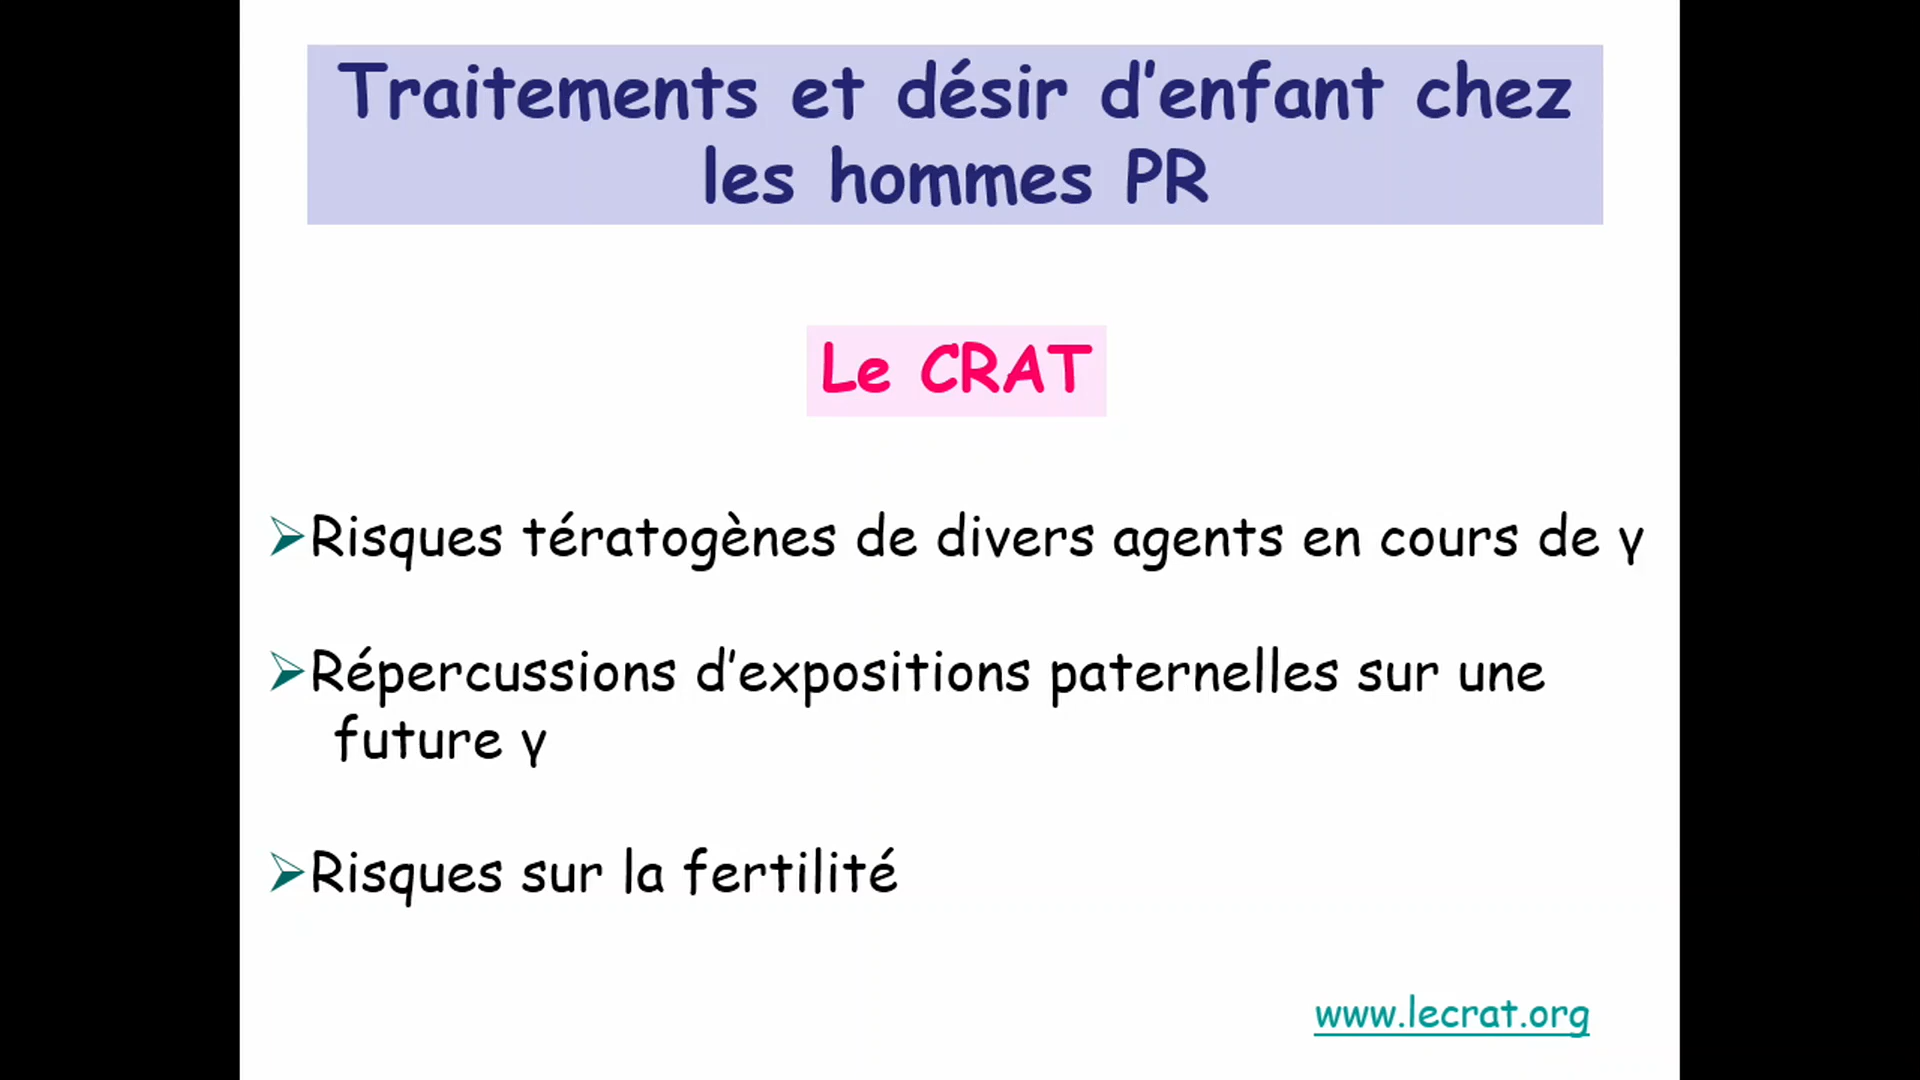 Traitements et désir d'enfant chez
les hommes PR
Le CRAT
Risques tératogènes de divers agents en cours de γ
Répercussions d'expositions paternelles sur une
future γ
Risques sur la fertilité
www.lecrat.org